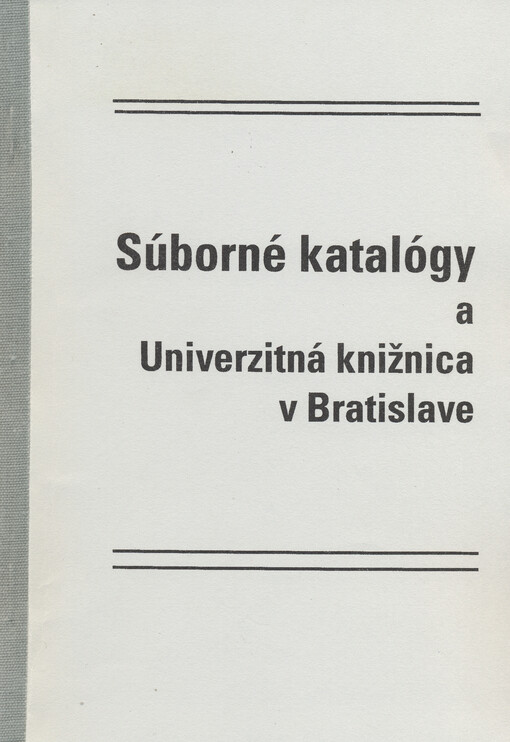 Súborné katalógy
a
Univerzitná knižnica
v Bratislave